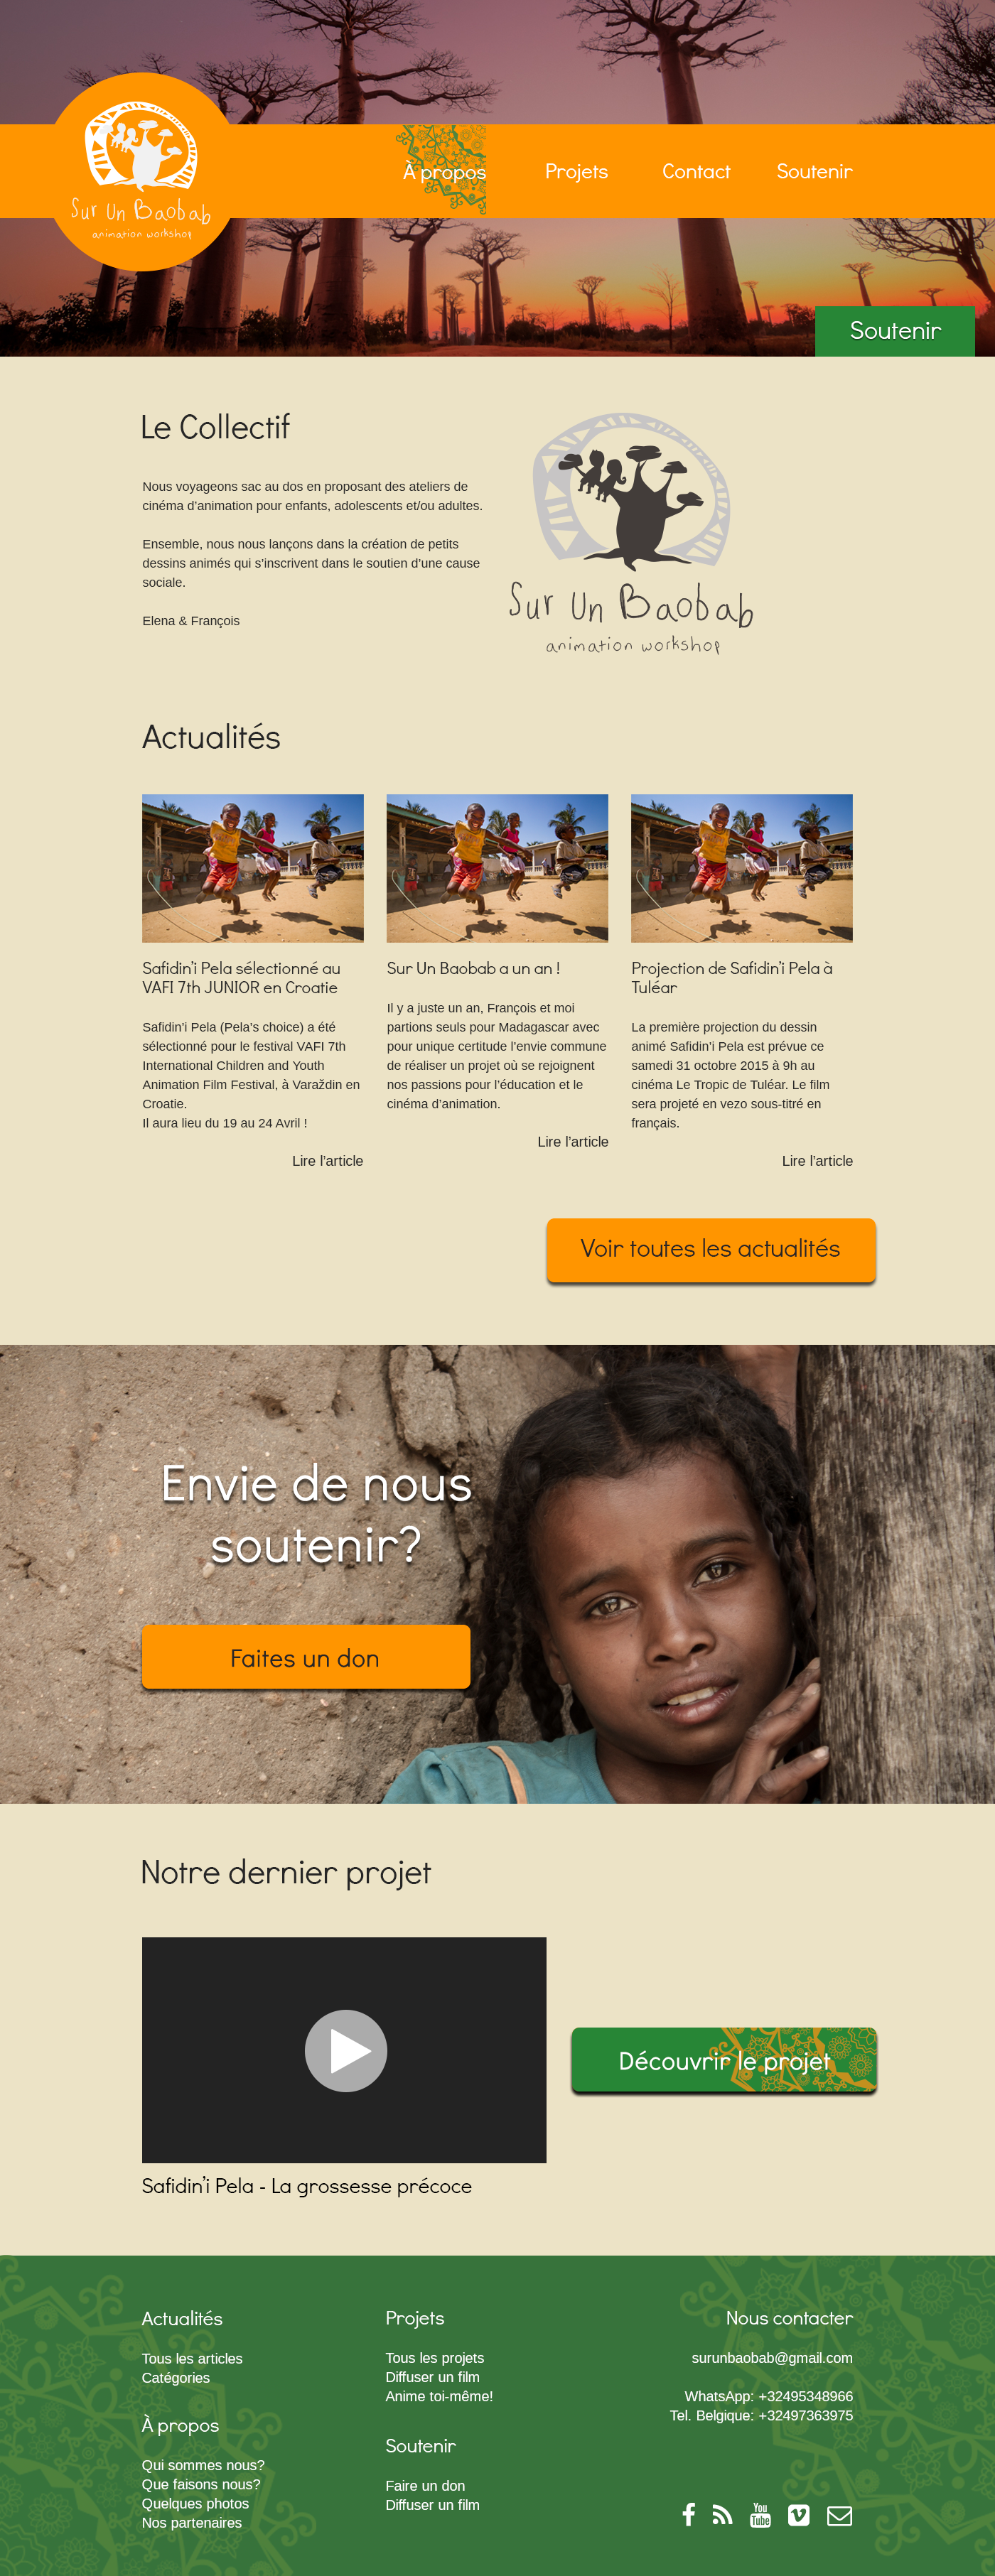 Sur Un Baobab
animation workshop
À propos
Projets
Contact
Soutenir
Soutenir
Le Collectif
Nous voyageons sac au dos en proposant des ateliers de
cinéma d’animation pour enfants, adolescents et/ou adultes.
Ensemble, nous nous lançons dans la création de petits
dessins animés qui s’inscrivent dans le soutien d’une cause
sociale.
Elena & François
Sur Un Baobab
animation workshop
Actualités
Safidin’i Pela sélectionné au
VAFI 7th JUNIOR en Croatie
Safidin’i Pela (Pela’s choice) a été
sélectionné pour le festival VAFI 7th
International Children and Youth
Animation Film Festival, à Varaždin en
Croatie.
Il aura lieu du 19 au 24 Avril !
Lire l’article
Sur Un Baobab a un an !
Il y a juste un an, François et moi
partions seuls pour Madagascar avec
pour unique certitude l’envie commune
de réaliser un projet où se rejoignent
nos passions pour l’éducation et le
cinéma d’animation.
Lire l’article
Projection de Safidin’i Pela à
Tuléar
La première projection du dessin
animé Safidin’i Pela est prévue ce
samedi 31 octobre 2015 à 9h au
cinéma Le Tropic de Tuléar. Le film
sera projeté en vezo sous-titré en
français.
Lire l’article
Voir toutes les actualités
Envie de nous
soutenir?
Faites un don
Notre dernier projet
Découvrir le projet
Safidin’i Pela - La grossesse précoce
Actualités
Tous les articles
Catégories
À propos
Qui sommes nous?
Que faisons nous?
Quelques photos
Nos partenaires
Projets
Tous les projets
Diffuser un film
Anime toi-même!
Soutenir
Faire un don
Diffuser un film
Nous contacter
surunbaobab@gmail.com
WhatsApp: +32495348966
Tel. Belgique: +32497363975
You
Tube